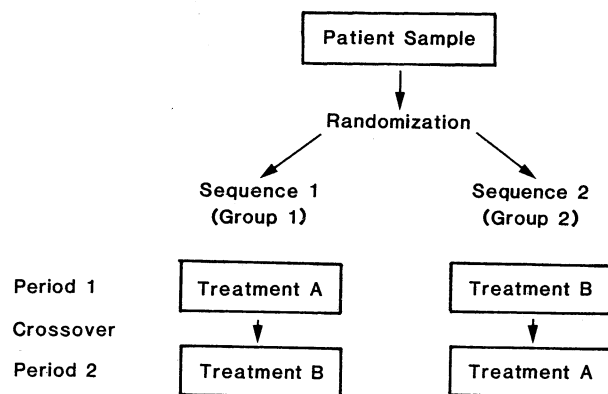 Patient Sample
Randomization
Sequence 1
(Group 1)
Sequence 2
(Group 2)
Period 1
Treatment A
Treatment B
Crossover
Period 2
Treatment B
Treatment A